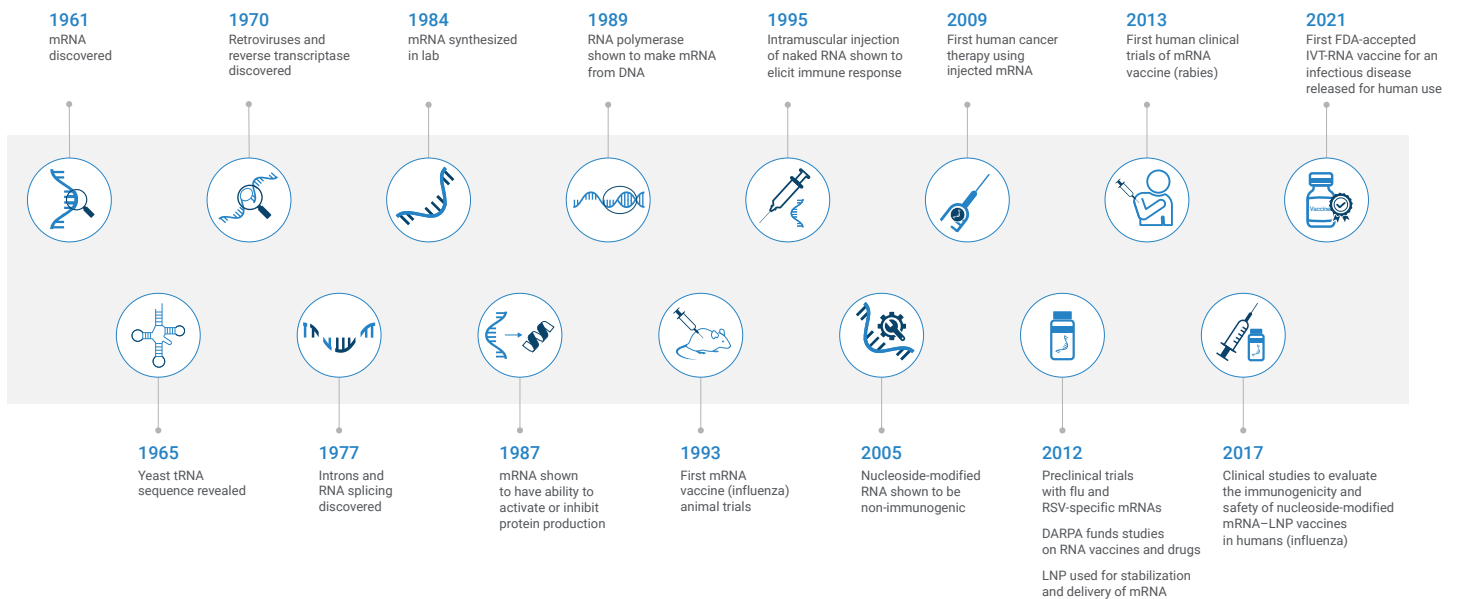 1961
mRNA
discovered
1970
Retroviruses and
reverse transcriptase
discovered
1984
mRNA synthesized
in lab
1989
RNA polymerase
shown to make mRNA
from DNA
1995
Intramuscular injection
of naked RNA shown to
elicit immune response
2009
First human cancer
therapy using
injected mRNA
2013
First human clinical
trials of mRNA
vaccine (rabies)
2021
First FDA-accepted
IVT-RNA vaccine for an
infectious disease
released for human use
Vaccine
1965
Yeast tRNA
sequence revealed
1977
Introns and
RNA splicing
discovered
1987
mRNA shown
to have ability to
activate or inhibit
protein production
1993
First mRNA
vaccine (influenza)
animal trials
2005
Nucleoside-modified
RNA shown to be
non-immunogenic
2012
Preclinical trials
with flu and
RSV-specific mRNAs
DARPA funds studies
on RNA vaccines and drugs
LNP used for stabilization
and delivery of mRNA
2017
Clinical studies to evaluate
the immunogenicity and
safety of nucleoside-modified
mRNA–LNP vaccines
in humans (influenza)